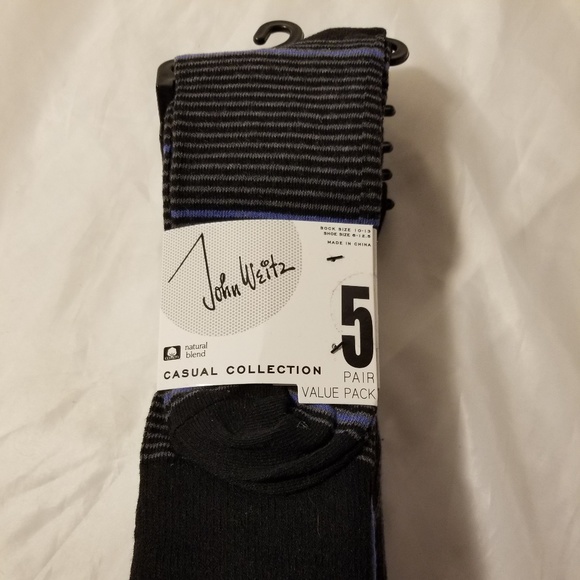 SOCK SIZE 10-13
SHOE SIZE 6-12.5
MADE IN CHINA
John Weitz
5
natural
blend
CASUAL COLLECTION
PAIR
VALUE PACK